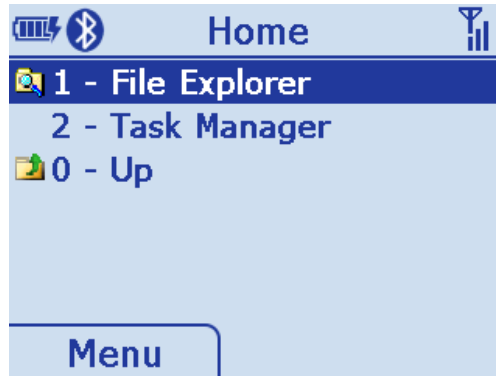 Home
1 - File Explorer
2 - Task Manager
0 - Up
Menu